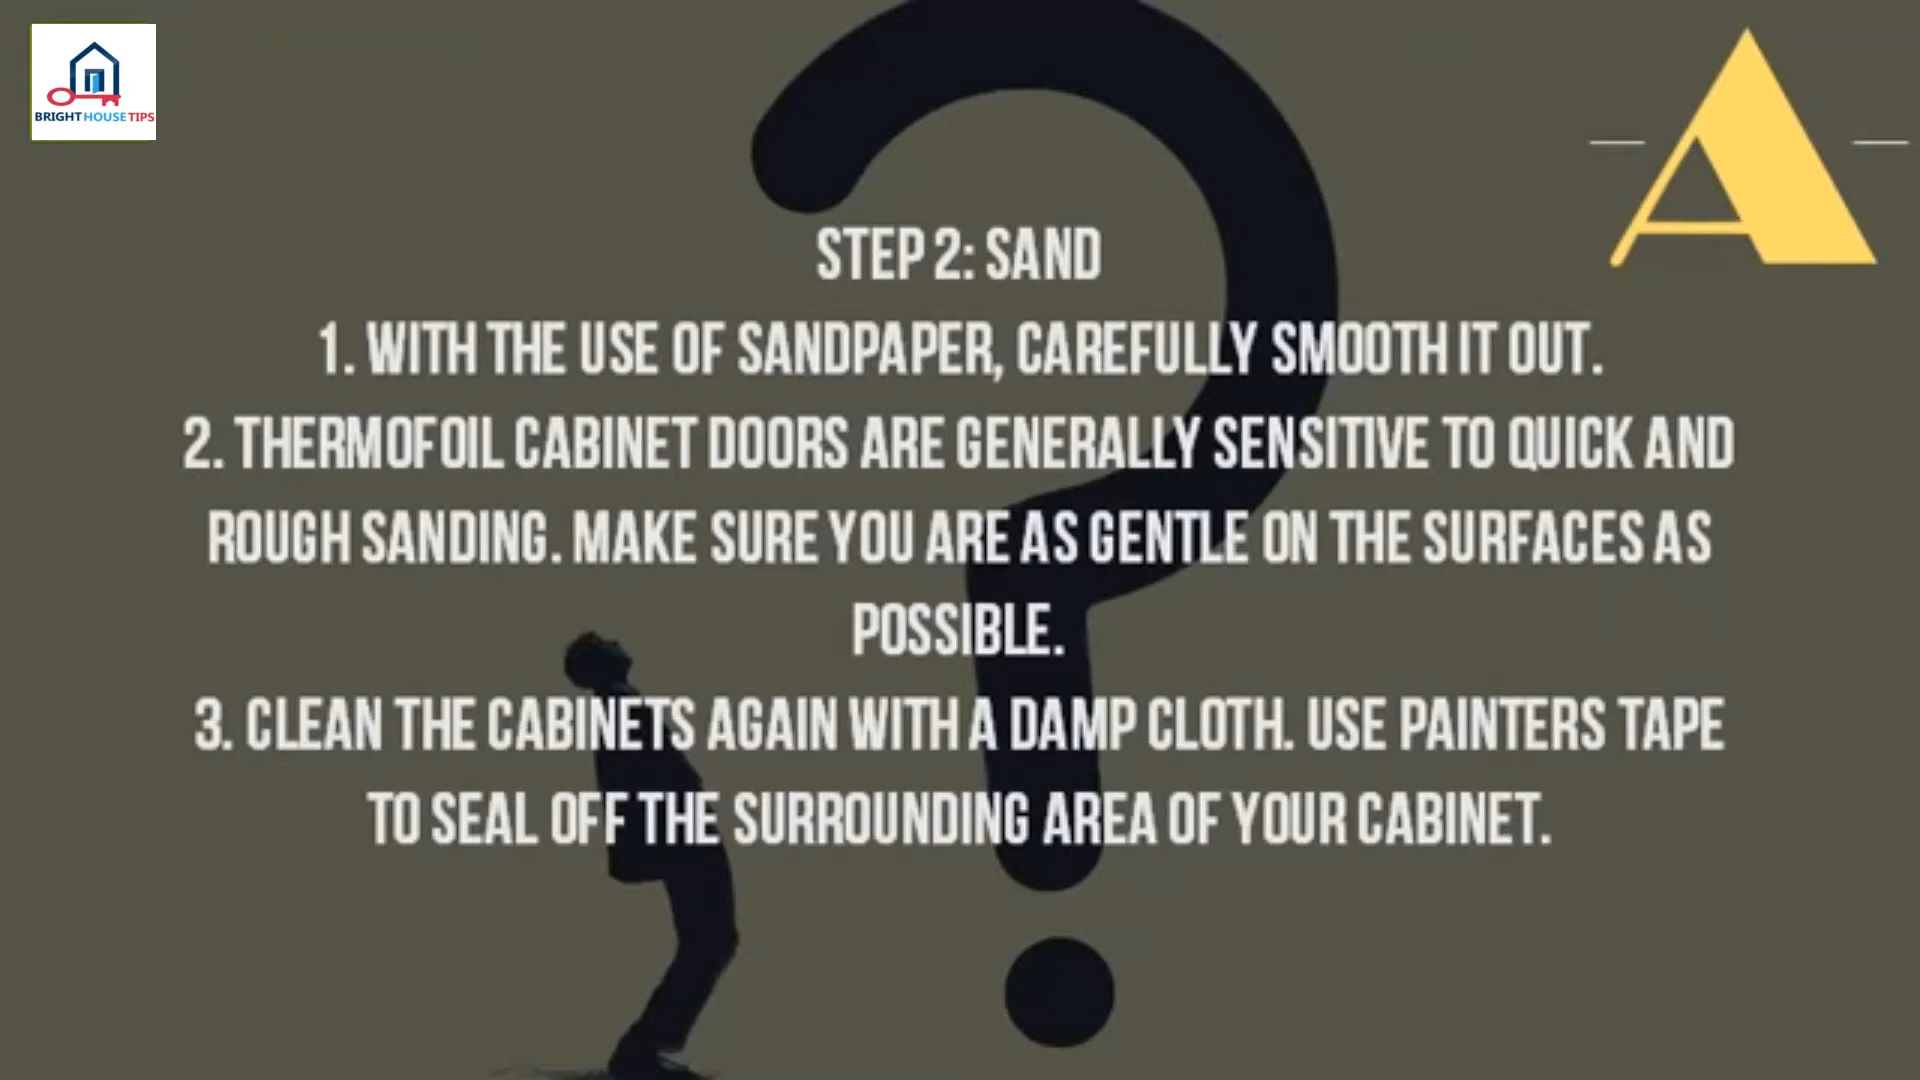 BRIGHT HOUSE TIPS
A
STEP 2: SAND
1. WITH THE USE OF SANDPAPER, CAREFULLY SMOOTH IT OUT.
2. THERMOFOIL CABINET DOORS ARE GENERALLY SENSITIVE TO QUICK AND
ROUGH SANDING. MAKE SURE YOU ARE AS GENTLE ON THE SURFACES AS
POSSIBLE.
3. CLEAN THE CABINETS AGAIN WITH A DAMP CLOTH. USE PAINTERS TAPE
TO SEAL OFF THE SURROUNDING AREA OF YOUR CABINET.